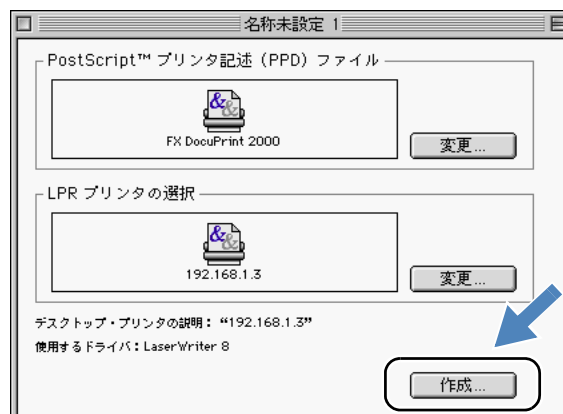 名称未設定 1
PostScript™ プリンタ記述（PPD）ファイル
FX DocuPrint 2000
変更...
LPR プリンタの選択
192.168.1.3
変更...
デスクトップ・プリンタの説明： “192.168.1.3”
使用するドライバ：LaserWriter 8
作成...